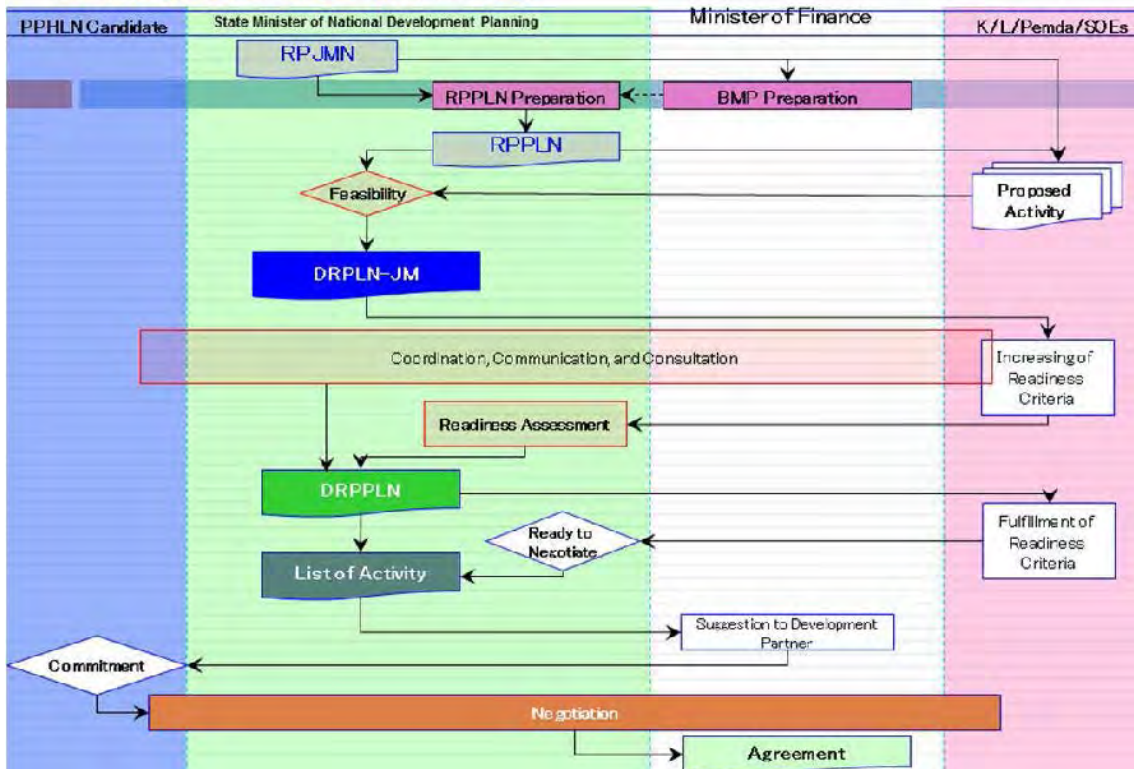 PPHLN Candidate
State Minister of National Development Planning
Minister of Finance
K/L/Pemda/SOEs
RPJMN
RPPLN Preparation
BMP Preparation
RPPLN
Feasibility
Proposed
Activity
DRPLN-JM
Coordination, Communication, and Consultation
Increasing of
Readiness
Criteria
Readiness Assessment
DRPPLN
Ready to
Negotiate
Fulfillment of
Readiness
Criteria
List of Activity
Suggestion to Development
Partner
Commitment
Negotiation
Agreement